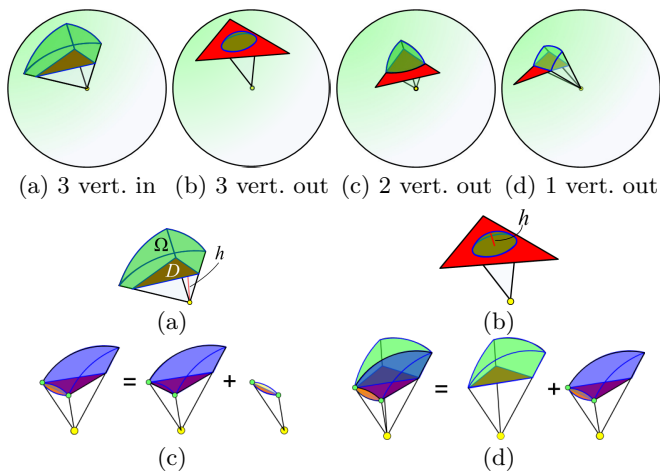 (a) 3 vert. in (b) 3 vert. out (c) 2 vert. out (d) 1 vert. out
Ω D h
h
(a) (b)
= + = +
(c) (d)